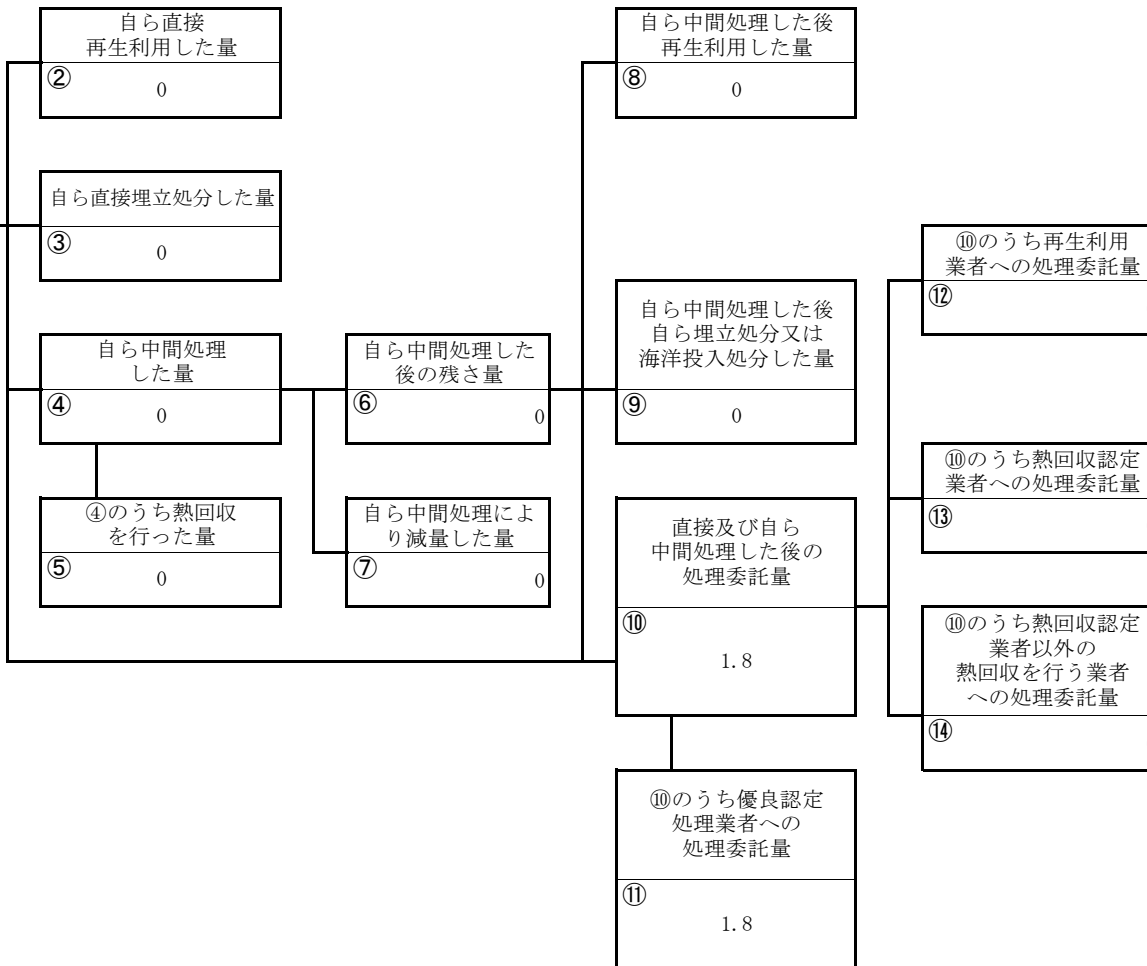 自ら直接
再生利用した量
②
0
自ら直接埋立処分した量
③
0
自ら中間処理
した量
④
0
④のうち熱回収
を行った量
⑤
0
自ら中間処理した
後の残さ量
⑥
0
自ら中間処理によ
り減量した量
⑦
0
自ら中間処理した後
再生利用した量
⑧
0
自ら中間処理した後
自ら埋立処分又は
海洋投入処分した量
⑨
0
直接及び自ら
中間処理した後の
処理委託量
⑩
1.8
⑩のうち優良認定
処理業者への
処理委託量
⑪
1.8
⑩のうち再生利用
業者への処理委託量
⑫
⑩のうち熱回収認定
業者への処理委託量
⑬
⑩のうち熱回収認定
業者以外の
熱回収を行う業者
への処理委託量
⑭